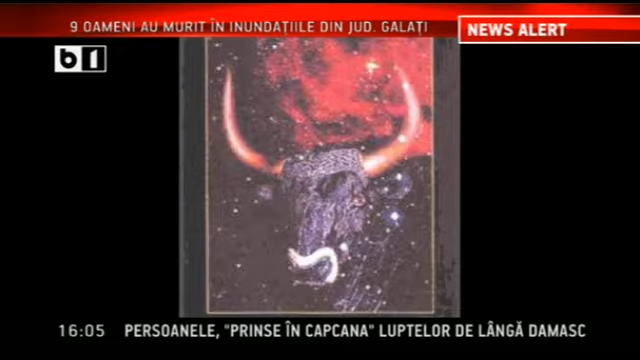 9 OAMENI AU MURIT ÎN INUNDAȚIILE DIN JUD. GALAȚI
NEWS ALERT
b1
16:05 PERSOANELE, "PRINSE ÎN CAPCANA" LUPTELOR DE LÂNGĂ DAMASC